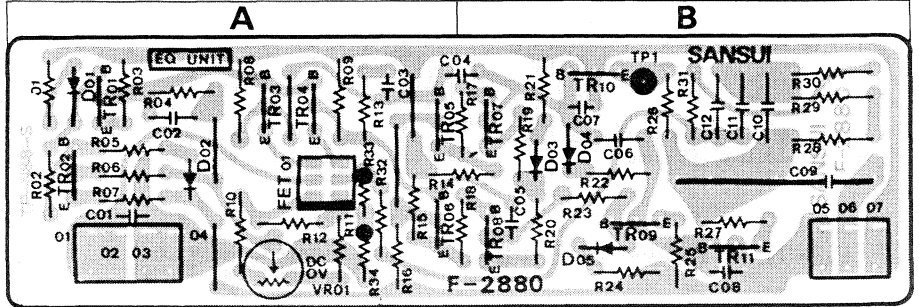 A B
EQ UNIT SANSUI
01 D01 TR01 B E R03 R04 C02 R05 R06 R07 C01 R02 TR02 B E D02
R08 TR03 B E TR04 B E R09 R13 C03 C04 R17 TR05 B E TR07 B E R19 R21
B TR10 E TP1 C07 D03 D04 C06 R26 R31 C12 C11 C10 R30 R29 R28 C09
FET 01 R33 R32 R14 R18 C05 R22 R23
01 02 03 04 R10 R12 R11 DC 0V VR01 R34 R16 R15
TR06 B E TR08 B E R20 D05 B TR09 E R24 R25 R27 B TR11 E C08
05 06 07
F-2880